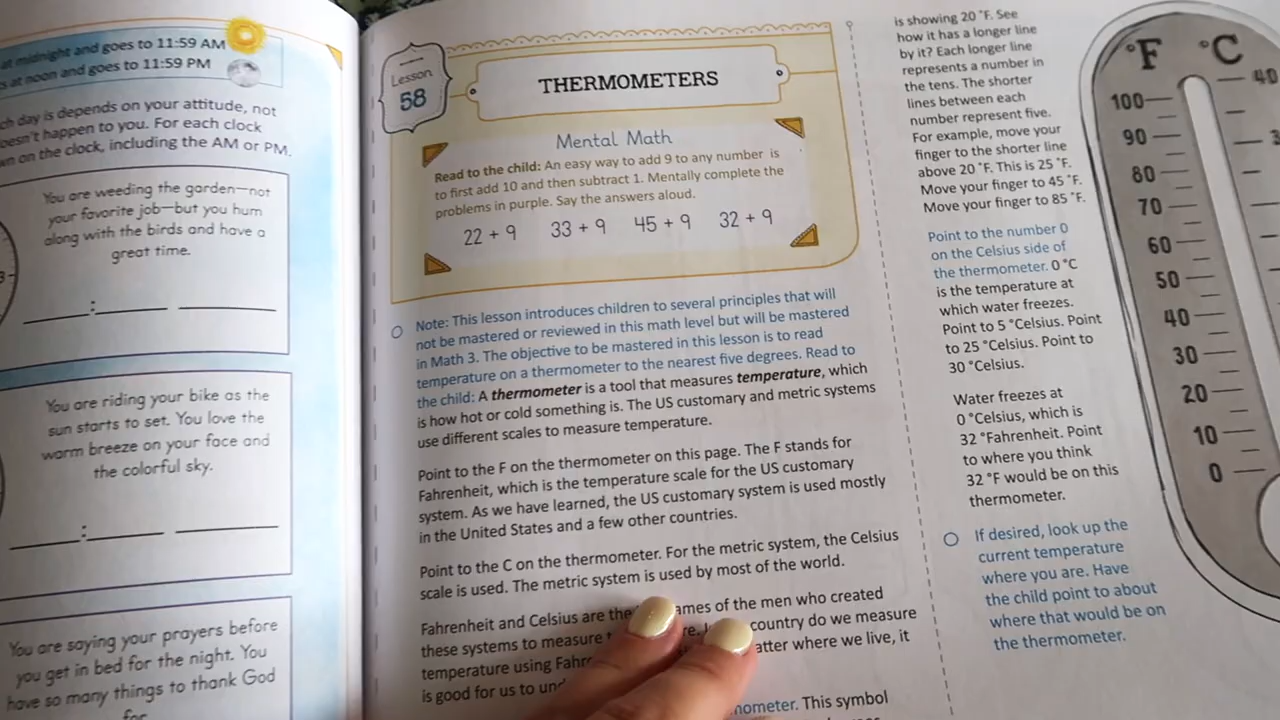 at midnight and goes to 11:59 AM
at noon and goes to 11:59 PM
day is depends on your attitude, not
happen to you. For each clock
on the clock, including the AM or PM.
You are weeding the garden—not
your favorite job—but you hum
along with the birds and have a
great time.
:
You are riding your bike as the
sun starts to set. You love the
warm breeze on your face and
the colorful sky.
:
You are saying your prayers before
you get in bed for the night. You
have so many things to thank God
for
Lesson
58
THERMOMETERS
Mental Math
Read to the child: An easy way to add 9 to any number is
to first add 10 and then subtract 1. Mentally complete the
problems in purple. Say the answers aloud.
22 + 9 33 + 9 45 + 9 32 + 9
Note: This lesson introduces children to several principles that will
not be mastered or reviewed in this math level but will be mastered
in Math 3. The objective to be mastered in this lesson is to read
temperature on a thermometer to the nearest five degrees. Read to
the child: A thermometer is a tool that measures temperature, which
is how hot or cold something is. The US customary and metric systems
use different scales to measure temperature.
Point to the F on the thermometer on this page. The F stands for
Fahrenheit, which is the temperature scale for the US customary
system. As we have learned, the US customary system is used mostly
in the United States and a few other countries.
Point to the C on the thermometer. For the metric system, the Celsius
scale is used. The metric system is used by most of the world.
Fahrenheit and Celsius are the names of the men who created
these systems to measure country do we measure
temperature using where we live, it
is good for us to
This symbol
is showing 20 °F. See
how it has a longer line
by it? Each longer line
represents a number in
the tens. The shorter
lines between each
number represent five.
For example, move your
finger to the shorter line
above 20 °F. This is 25 °F.
Move your finger to 45 °F.
Move your finger to 85 °F.
Point to the number 0
on the Celsius side of
the thermometer. 0 °C
is the temperature at
which water freezes.
Point to 5 °Celsius. Point
to 25 °Celsius. Point to
30 °Celsius.
Water freezes at
0 °Celsius, which is
32 °Fahrenheit. Point
to where you think
32 °F would be on this
thermometer.
If desired, look up the
current temperature
where you are. Have
the child point to about
where that would be on
the thermometer.
°F °C
40
100
90
80
70
60
50
40
30
20
10
0